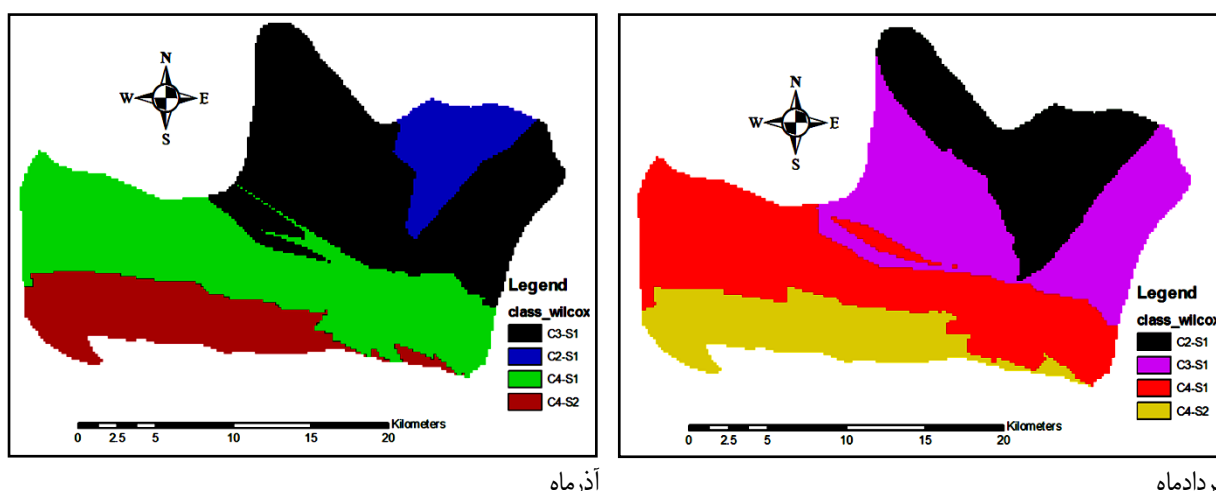 N
W E
S
Legend
class_wilcox
C3-S1
C2-S1
C4-S1
C4-S2
Kilometers
0 2.5 5 10 15 20
آذرماه
N
W E
S
Legend
class_wilcox
C2-S1
C3-S1
C4-S1
C4-S2
Kilometers
0 2.5 5 10 15 20
ردادماه